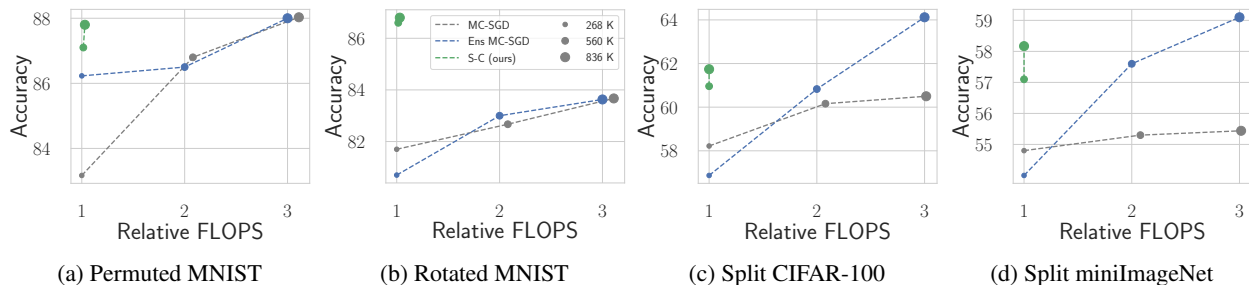 Accuracy
88
86
84
1
2
3
Relative FLOPS
(a) Permuted MNIST
Accuracy
86
84
82
1
2
3
Relative FLOPS
MC-SGD
Ens MC-SGD
S-C (ours)
268 K
560 K
836 K
(b) Rotated MNIST
Accuracy
64
62
60
58
1
2
3
Relative FLOPS
(c) Split CIFAR-100
Accuracy
59
58
57
56
55
1
2
3
Relative FLOPS
(d) Split miniImageNet